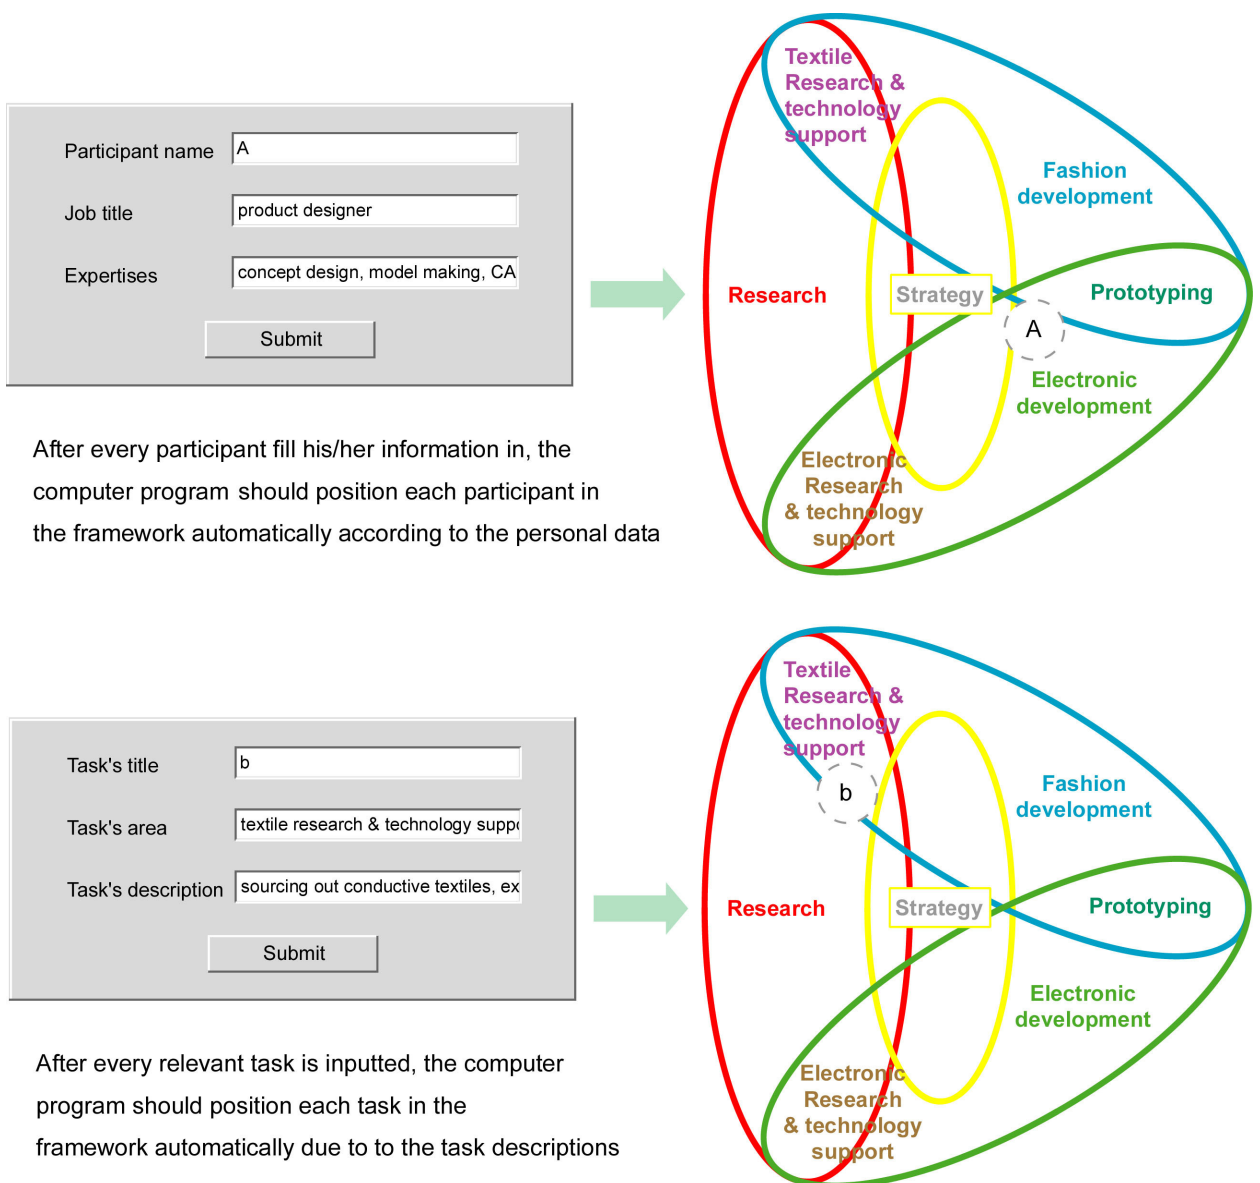 Participant name
A
Job title
product designer
Expertises
concept design, model making, CA
Submit
After every participant fill his/her information in, the
computer program should position each participant in
the framework automatically according to the personal data
Textile
Research &
technology
support
Fashion
development
Research
Strategy
Prototyping
A
Electronic
development
Electronic
Research
& technology
support
Task's title
b
Task's area
textile research & technology suppo
Task's description
sourcing out conductive textiles, ex
Submit
After every relevant task is inputted, the computer
program should position each task in the
framework automatically due to to the task descriptions
Textile
Research &
technology
support
b
Fashion
development
Research
Strategy
Prototyping
Electronic
development
Electronic
Research
& technology
support